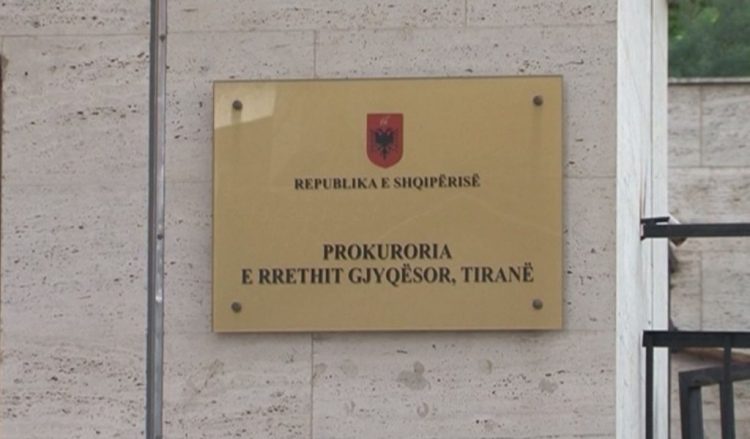 REPUBLIKA E SHQIPËRISË
PROKURORIA
E RRETHIT GJYQËSOR, TIRANË